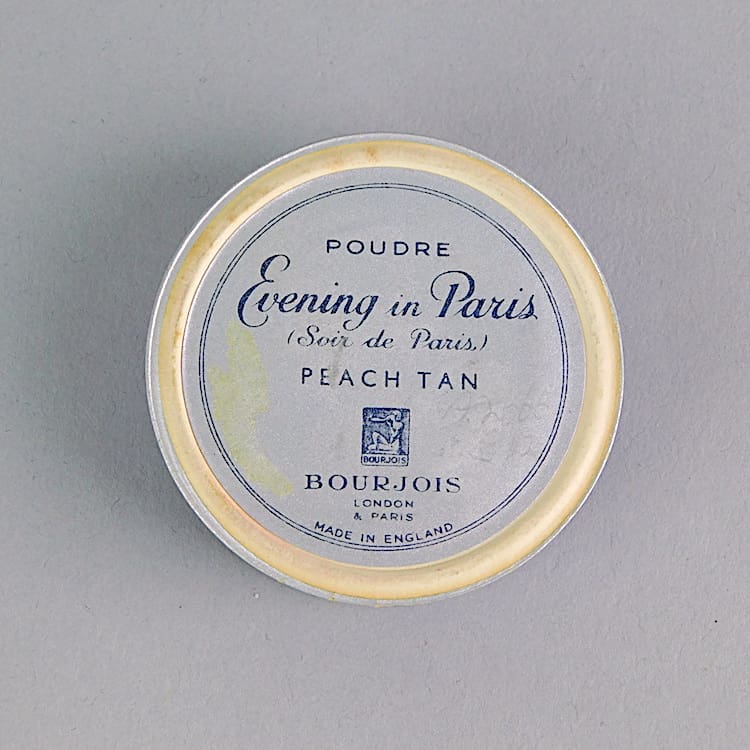 POUDRE
Evening in Paris
(Soir de Paris)
PEACH TAN
BOURJOIS
BOURJOIS
LONDON
& PARIS
MADE IN ENGLAND